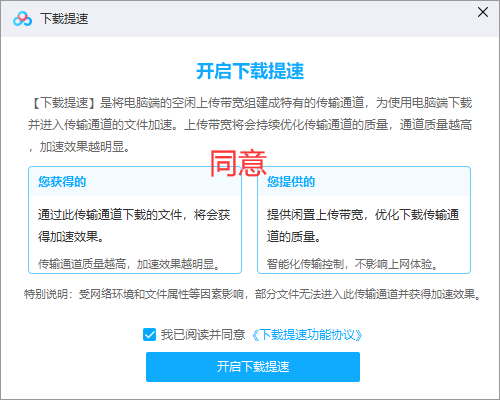 下载提速
开启下载提速
【下载提速】是将电脑端的空闲上传带宽组建成特有的传输通道，为使用电脑端下载
并进入传输通道的文件加速。上传带宽将会持续优化传输通道的质量，通道质量越高
，加速效果越明显。
同意
您获得的
通过此传输通道下载的文件，将会获
得加速效果。
传输通道质量越高，加速效果越明显。
您提供的
提供闲置上传带宽，优化下载传输通
道的质量。
智能化传输控制，不影响上网体验。
特别说明：受网络环境和文件属性等因素影响，部分文件无法进入此传输通道并获得加速效果。
我已阅读并同意《下载提速功能协议》
开启下载提速